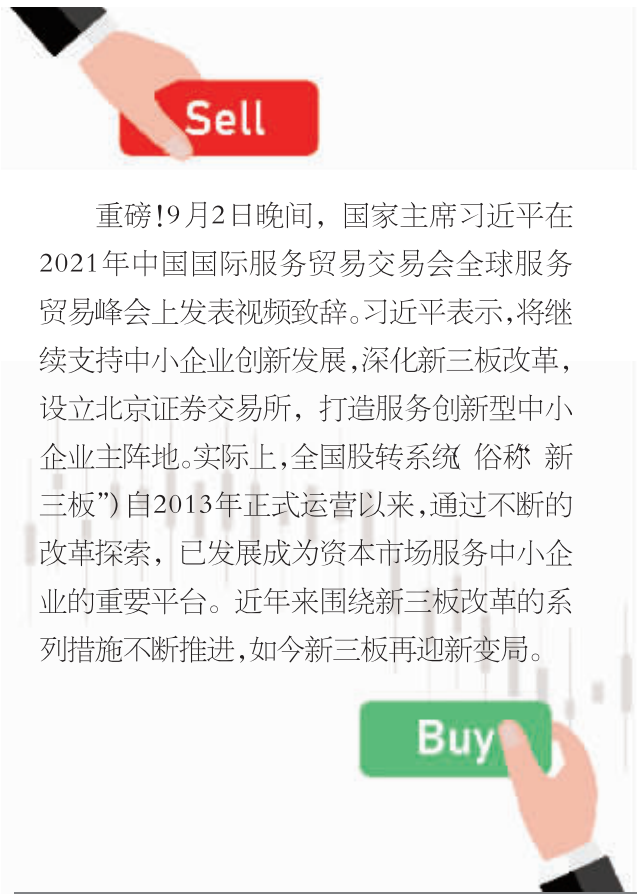 Sell
重磅!9月2日晚间，国家主席习近平在
2021年中国国际服务贸易交易会全球服务
贸易峰会上发表视频致辞。习近平表示,将继
续支持中小企业创新发展,深化新三板改革,
设立北京证券交易所，打造服务创新型中小
企业主阵地。实际上,全国股转系统(俗称“新
三板”)自2013年正式运营以来,通过不断的
改革探索，已发展成为资本市场服务中小企
业的重要平台。近年来围绕新三板改革的系
列措施不断推进,如今新三板再迎新变局。
Buy